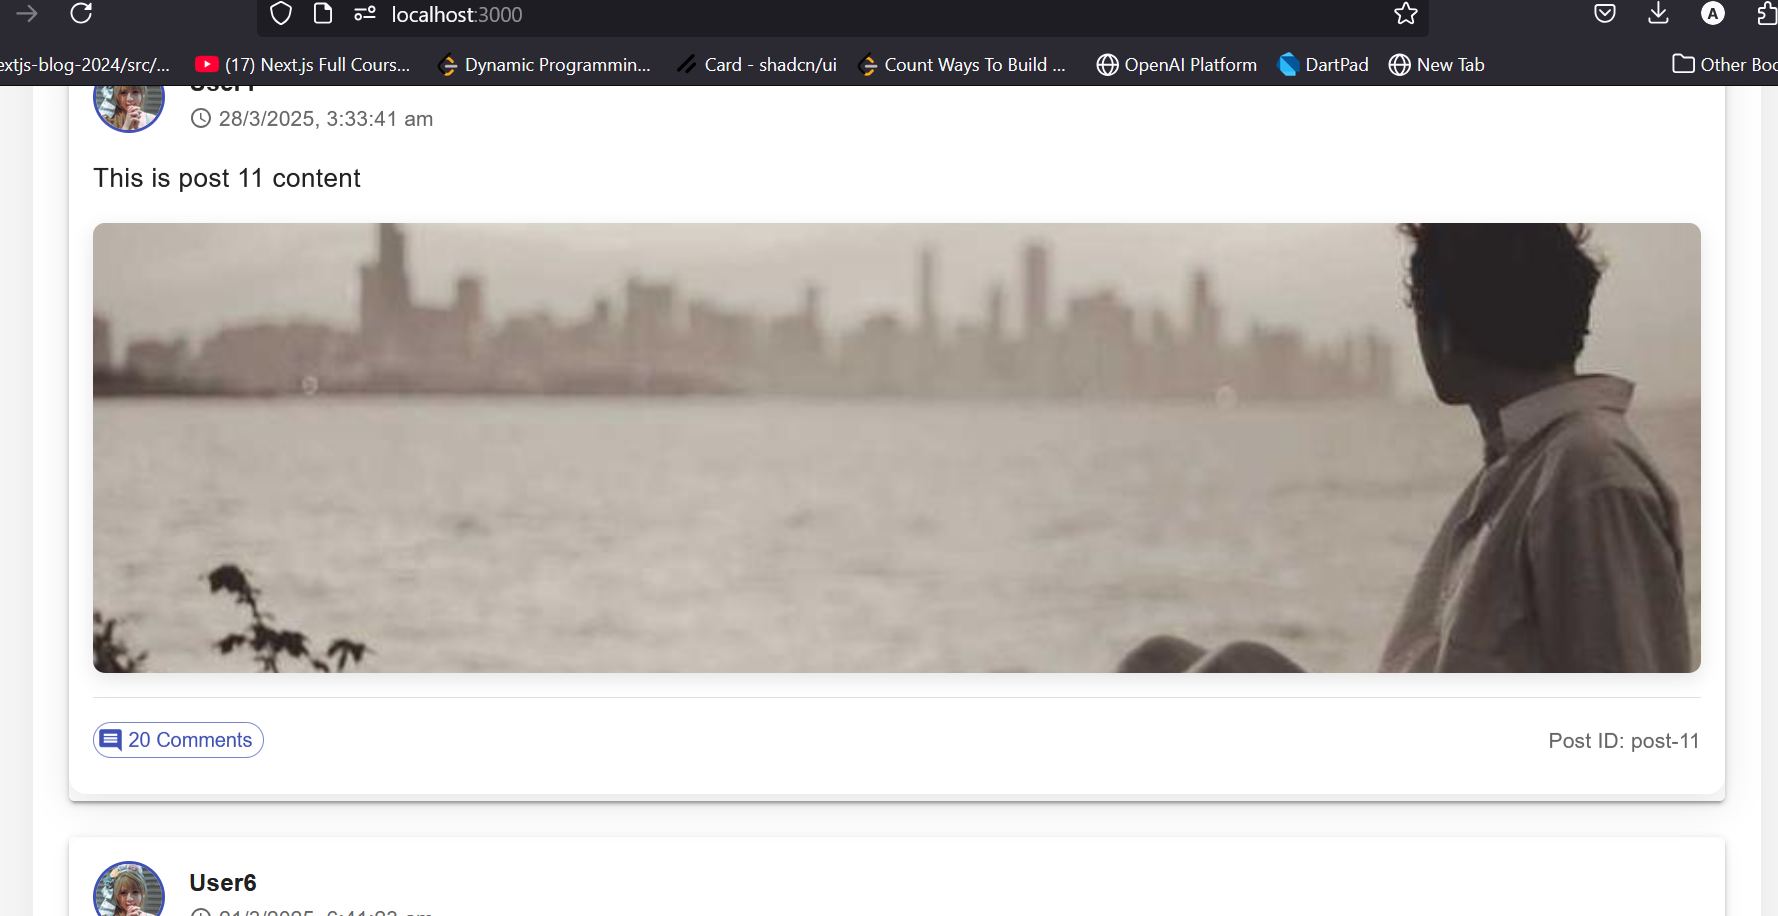 localhost:3000
extjs-blog-2024/src/... (17) Next.js Full Cours... Dynamic Programmin... Card - shadcn/ui Count Ways To Build ... OpenAI Platform DartPad New Tab Other Boo
28/3/2025, 3:33:41 am
This is post 11 content
20 Comments Post ID: post-11
User6